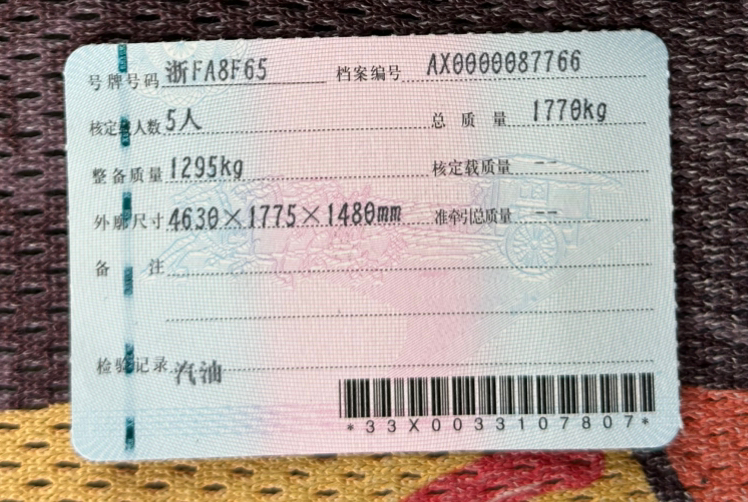 号牌号码 浙FA8F65 档案编号 AX0000087766
核定载人数 5人 总质量 1770kg
整备质量 1295kg 核定载质量 --
外廓尺寸 4630×1775×1480mm 准牵引总质量 --
备注
检验记录 汽油
*33X0033107807*